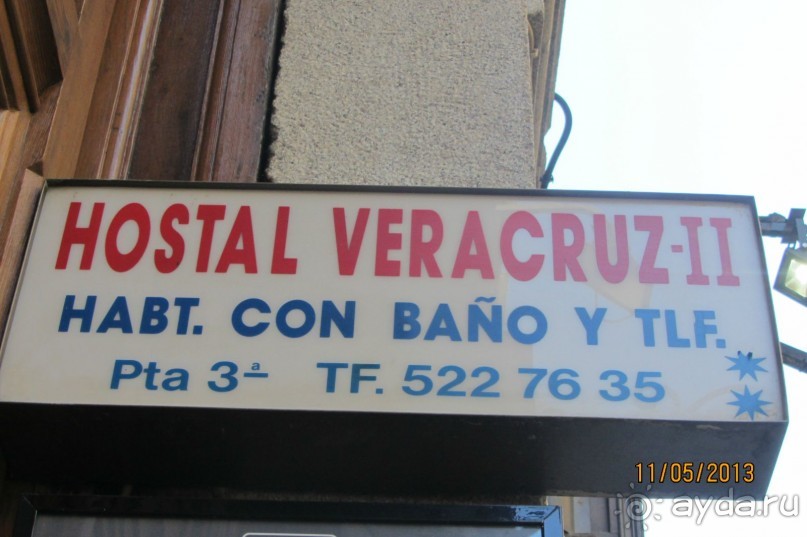 HOSTAL VERACRUZ-II
HABT. CON BAÑO Y TLF.
Pta 3ª TF. 522 76 35
11/05/2013
ayda.ru